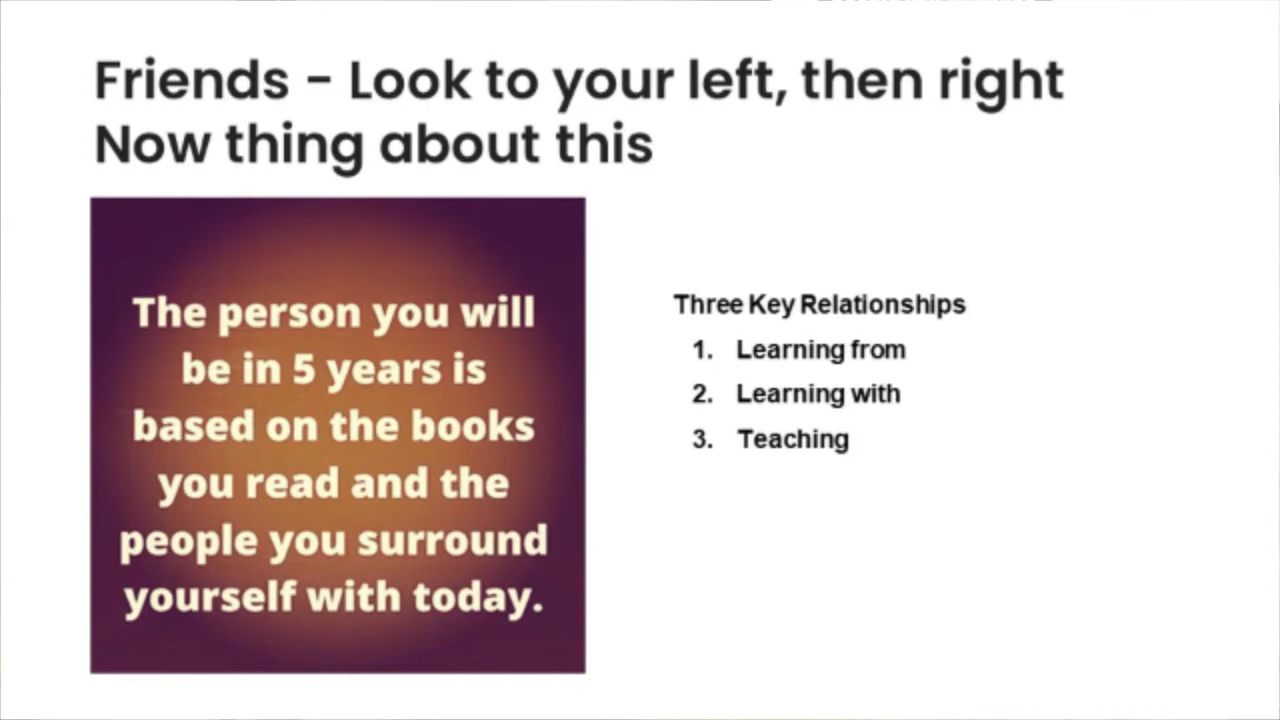 Friends - Look to your left, then right
Now thing about this
The person you will
be in 5 years is
based on the books
you read and the
people you surround
yourself with today.
Three Key Relationships
1. Learning from
2. Learning with
3. Teaching